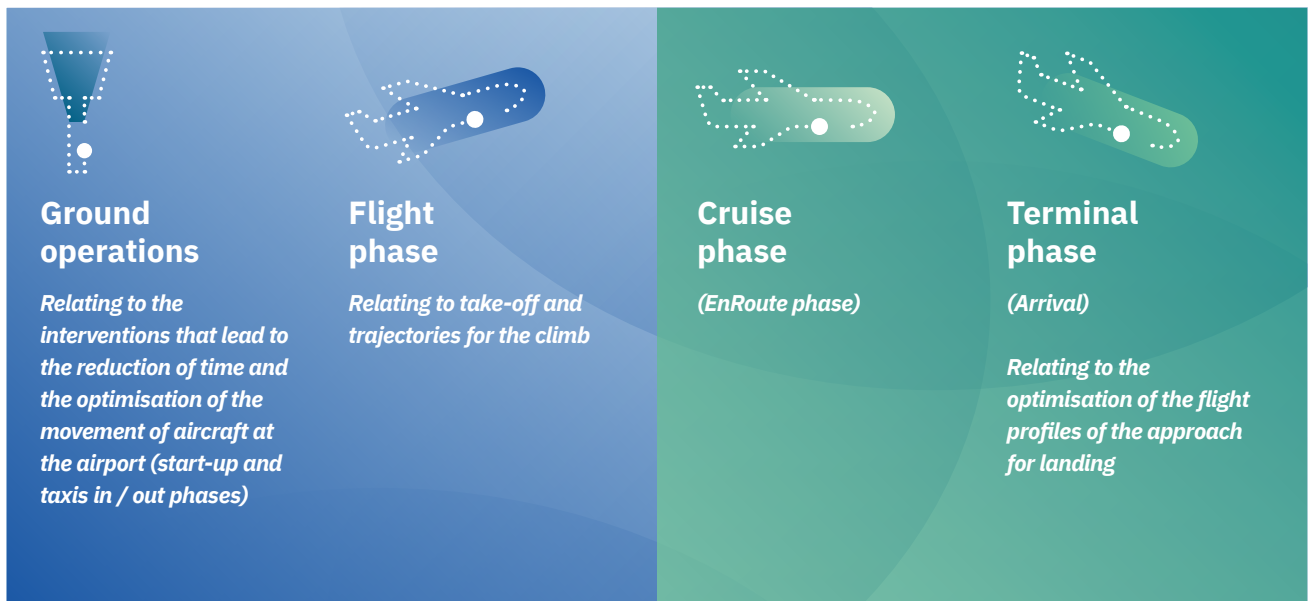 Ground
operations
Relating to the
interventions that lead to
the reduction of time and
the optimisation of the
movement of aircraft at
the airport (start-up and
taxis in / out phases)
Flight
phase
Relating to take-off and
trajectories for the climb
Cruise
phase
(EnRoute phase)
Terminal
phase
(Arrival)
Relating to the
optimisation of the flight
profiles of the approach
for landing